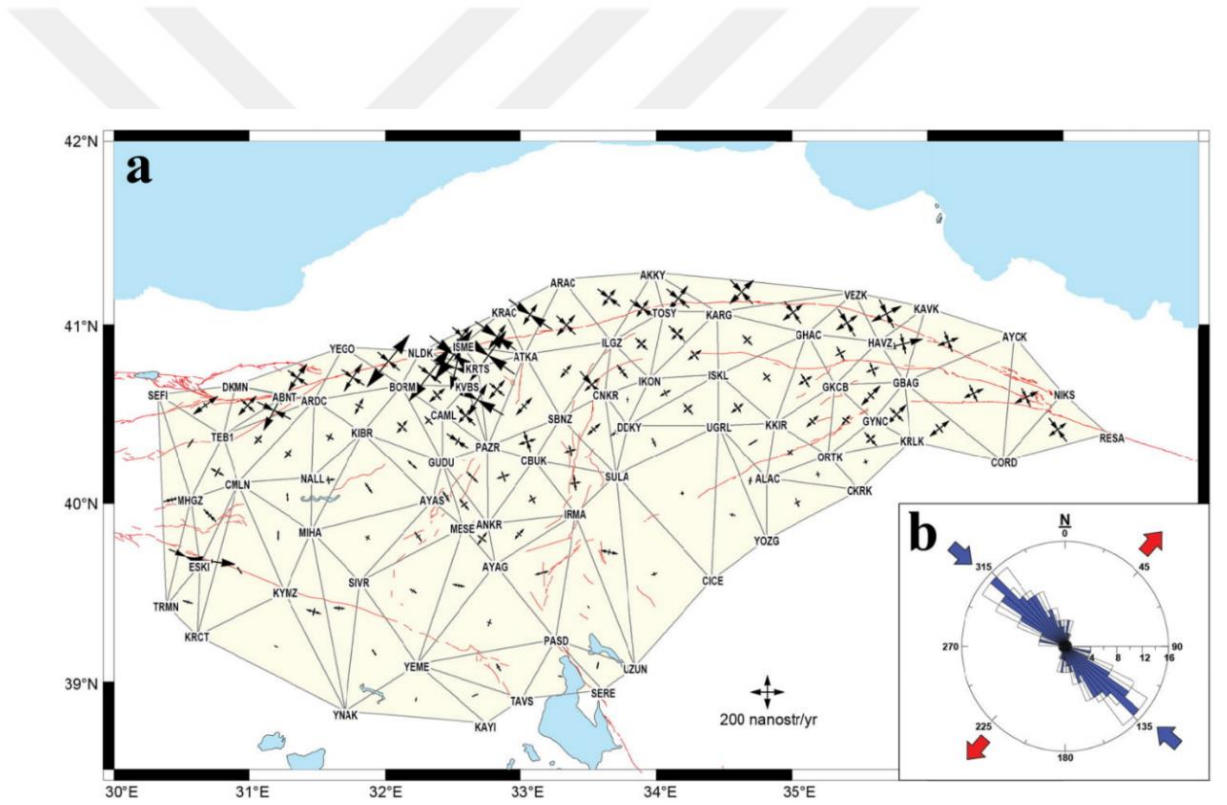 a
42°N
41°N
40°N
39°N
30°E
31°E
32°E
33°E
34°E
35°E
AKKY
ARAC
VEZK
KRAC
TOSY
KARG
KAVK
YEGO
NLDK
ISME
ATKA
ILGZ
GHAC
HAVZ
AYCK
KRTS
SEFI
DKMN
ABNT
ARDC
BORM
KVBS
CNKR
IKON
ISKL
GKCB
GBAG
NIKS
TEB1
KIBR
CAML
PAZR
SBNZ
DDKY
UGRL
KKIR
GYNC
KRLK
RESA
GUDU
CBUK
ORTK
CORD
CMLN
NALL
SULA
ALAC
CKRK
MHGZ
AYAS
IRMA
MIHA
MESE
ANKR
YOZG
ESKI
SIVR
AYAG
CICE
TRMN
KYMZ
KRCT
PASD
YEME
UZUN
TAVS
SERE
YNAK
KAYI
200 nanostr/yr
b
N
0
315
45
270
4
8
12
16
90
225
135
180